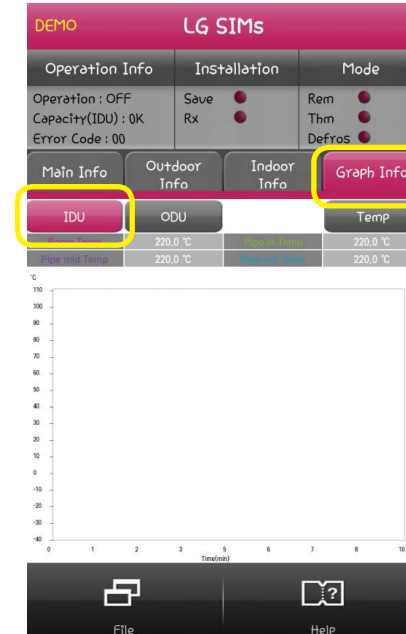 DEMO LG SIMs
Operation Info Installation Mode
Operation : OFF Save Rem
Capacity(IDU) : 0K Rx Thm
Error Code : 00 Defros
Main Info Outdoor Info Indoor Info Graph Info
IDU ODU Temp
Room Temp 220,0 ℃ Pipe in Temp 220,0 ℃
Pipe mid Temp 220,0 ℃ Pipe out Temp 220,0 ℃
℃
110
100
90
80
70
60
50
40
30
20
10
0
-10
-20
-30
-40
0 1 2 3 5 6 7 8 10
Time(min)
File Help